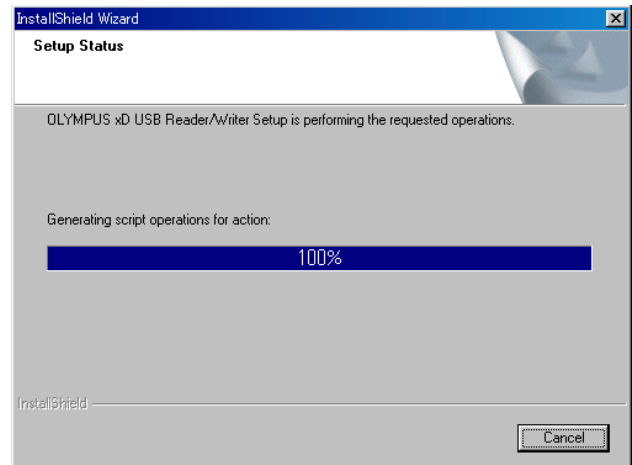 InstallShield Wizard
Setup Status
OLYMPUS xD USB Reader/Writer Setup is performing the requested operations.
Generating script operations for action:
100%
InstallShield
Cancel